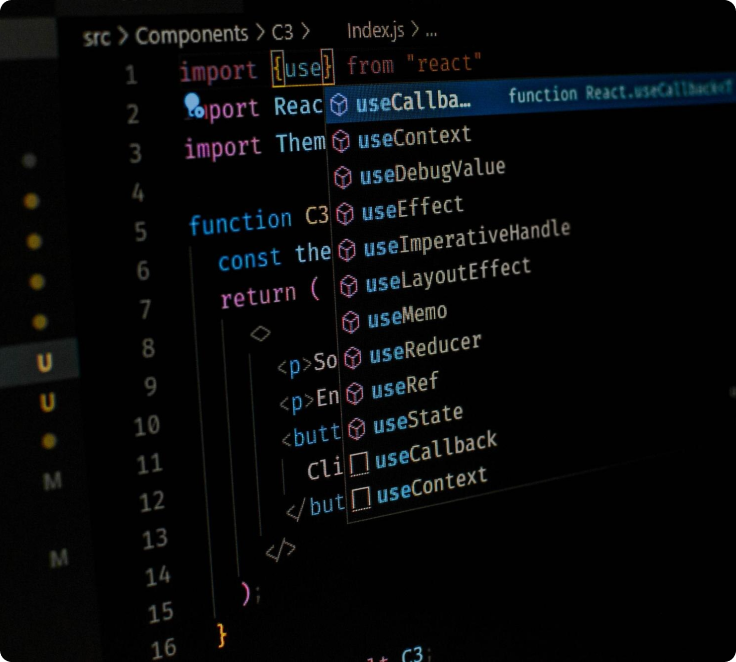 src > Components > C3 > Index.js > ...
1 import {use} from "react"
2 import Reac
3 import Them
4
5 function C3
6 const the
7 return (
8 <>
9 <p>So
10 <p>En
11 <butt
12 Cli
13 </but
14 </>
15 );
16 }
lt C3;
useCallba... function React.useCallback<T
useContext
useDebugValue
useEffect
useImperativeHandle
useLayoutEffect
useMemo
useReducer
useRef
useState
useCallback
useContext
U
U
M
M